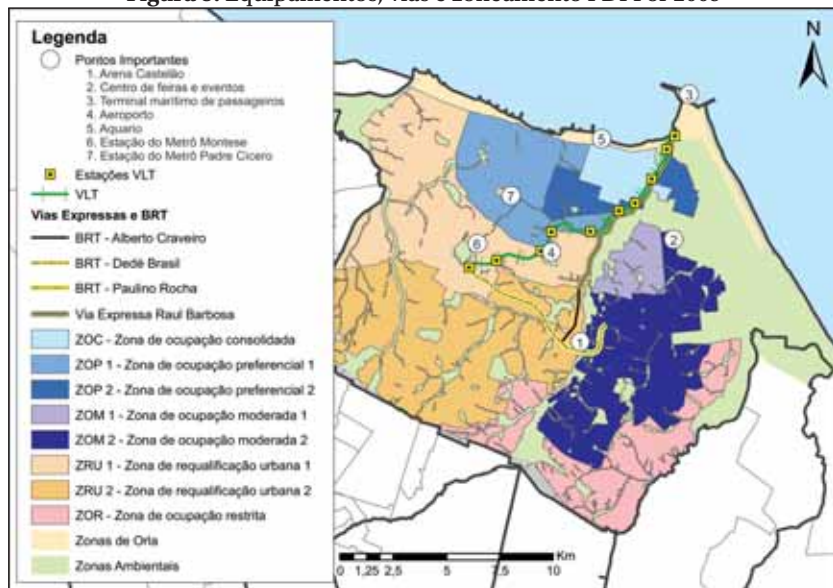 Figura 3. Equipamentos, vias e zoneamento PDPFor 2009
Legenda
Pontos Importantes
1. Arena Castelão
2. Centro de feiras e eventos
3. Terminal marítimo de passageiros
4. Aeroporto
5. Aquario
6. Estação do Metrô Montese
7. Estação do Metrô Padre Cicero
Estações VLT
VLT
Vias Expressas e BRT
BRT - Alberto Craveiro
BRT - Dedé Brasil
BRT - Paulino Rocha
Via Expressa Raul Barbosa
ZOC - Zona de ocupação consolidada
ZOP 1 - Zona de ocupação preferencial 1
ZOP 2 - Zona de ocupação preferencial 2
ZOM 1 - Zona de ocupação moderada 1
ZOM 2 - Zona de ocupação moderada 2
ZRU 1 - Zona de requalificação urbana 1
ZRU 2 - Zona de requalificação urbana 2
ZOR - Zona de ocupação restrita
Zonas de Orla
Zonas Ambientais
N
3
5
7
2
6
4
1
Km
0 1,25 2,5 5 7,5 10